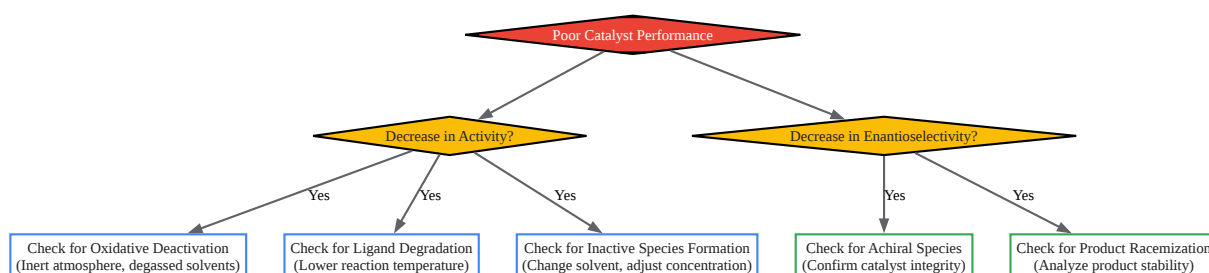 Poor Catalyst Performance
Decrease in Activity?
Decrease in Enantioselectivity?
Yes
Yes
Yes
Yes
Yes
Check for Oxidative Deactivation
(Inert atmosphere, degassed solvents)
Check for Ligand Degradation
(Lower reaction temperature)
Check for Inactive Species Formation
(Change solvent, adjust concentration)
Check for Achiral Species
(Confirm catalyst integrity)
Check for Product Racemization
(Analyze product stability)